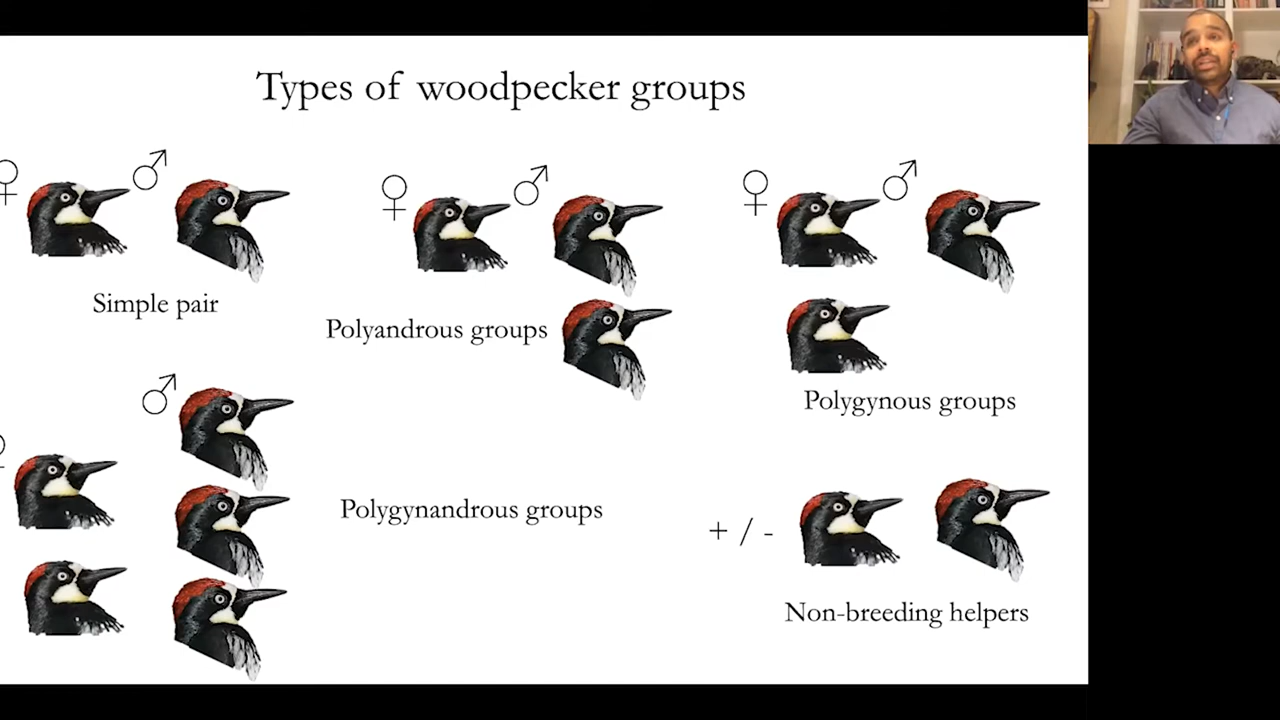 Types of woodpecker groups
♀ ♂
Simple pair
♀ ♂
Polyandrous groups
♀ ♂
Polygynous groups
♀ ♂
Polygynandrous groups
+ / -
Non-breeding helpers